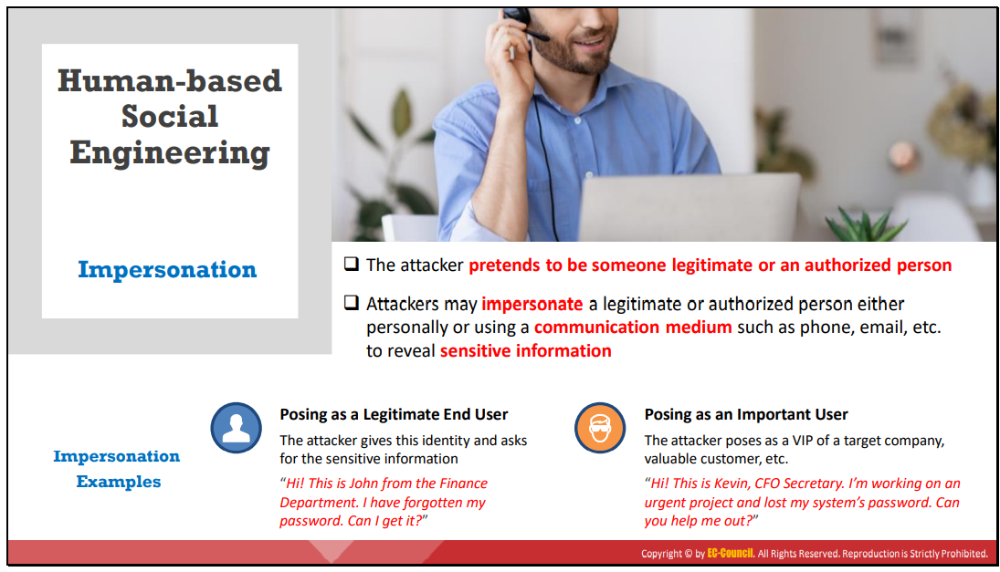 Human-based
Social
Engineering
Impersonation
The attacker pretends to be someone legitimate or an authorized person
Attackers may impersonate a legitimate or authorized person either
personally or using a communication medium such as phone, email, etc.
to reveal sensitive information
Impersonation
Examples
Posing as a Legitimate End User
The attacker gives this identity and asks
for the sensitive information
“Hi! This is John from the Finance
Department. I have forgotten my
password. Can I get it?”
Posing as an Important User
The attacker poses as a VIP of a target company,
valuable customer, etc.
“Hi! This is Kevin, CFO Secretary. I’m working on an
urgent project and lost my system’s password. Can
you help me out?”
Copyright © by EC-Council. All Rights Reserved. Reproduction is Strictly Prohibited.